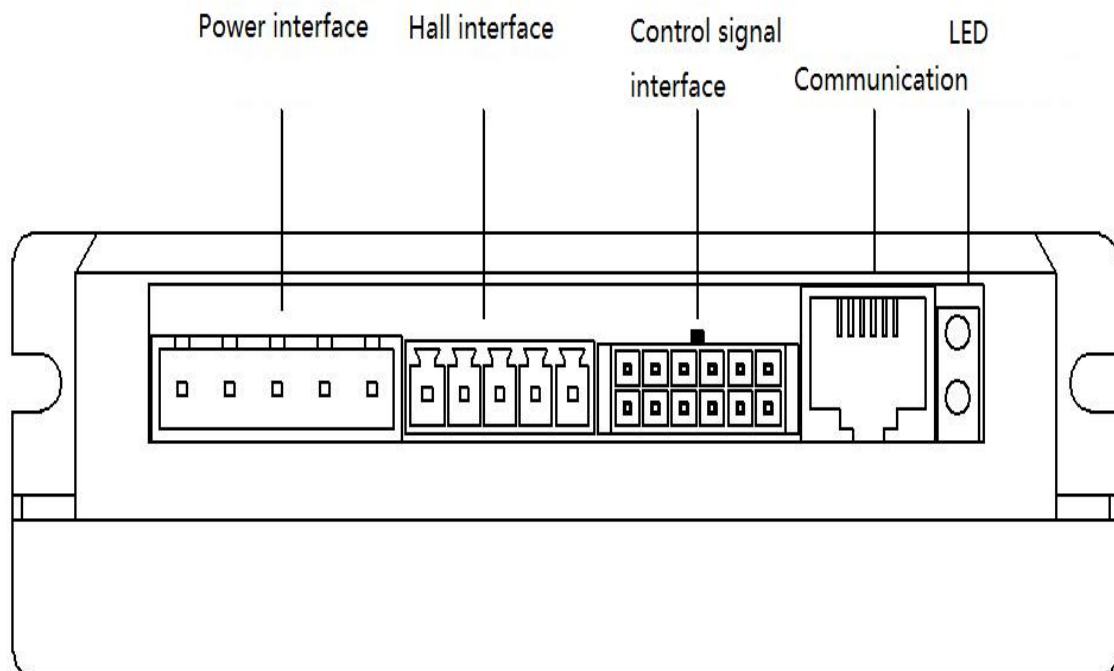 Power interface
Hall interface
Control signal
interface
Communication
LED